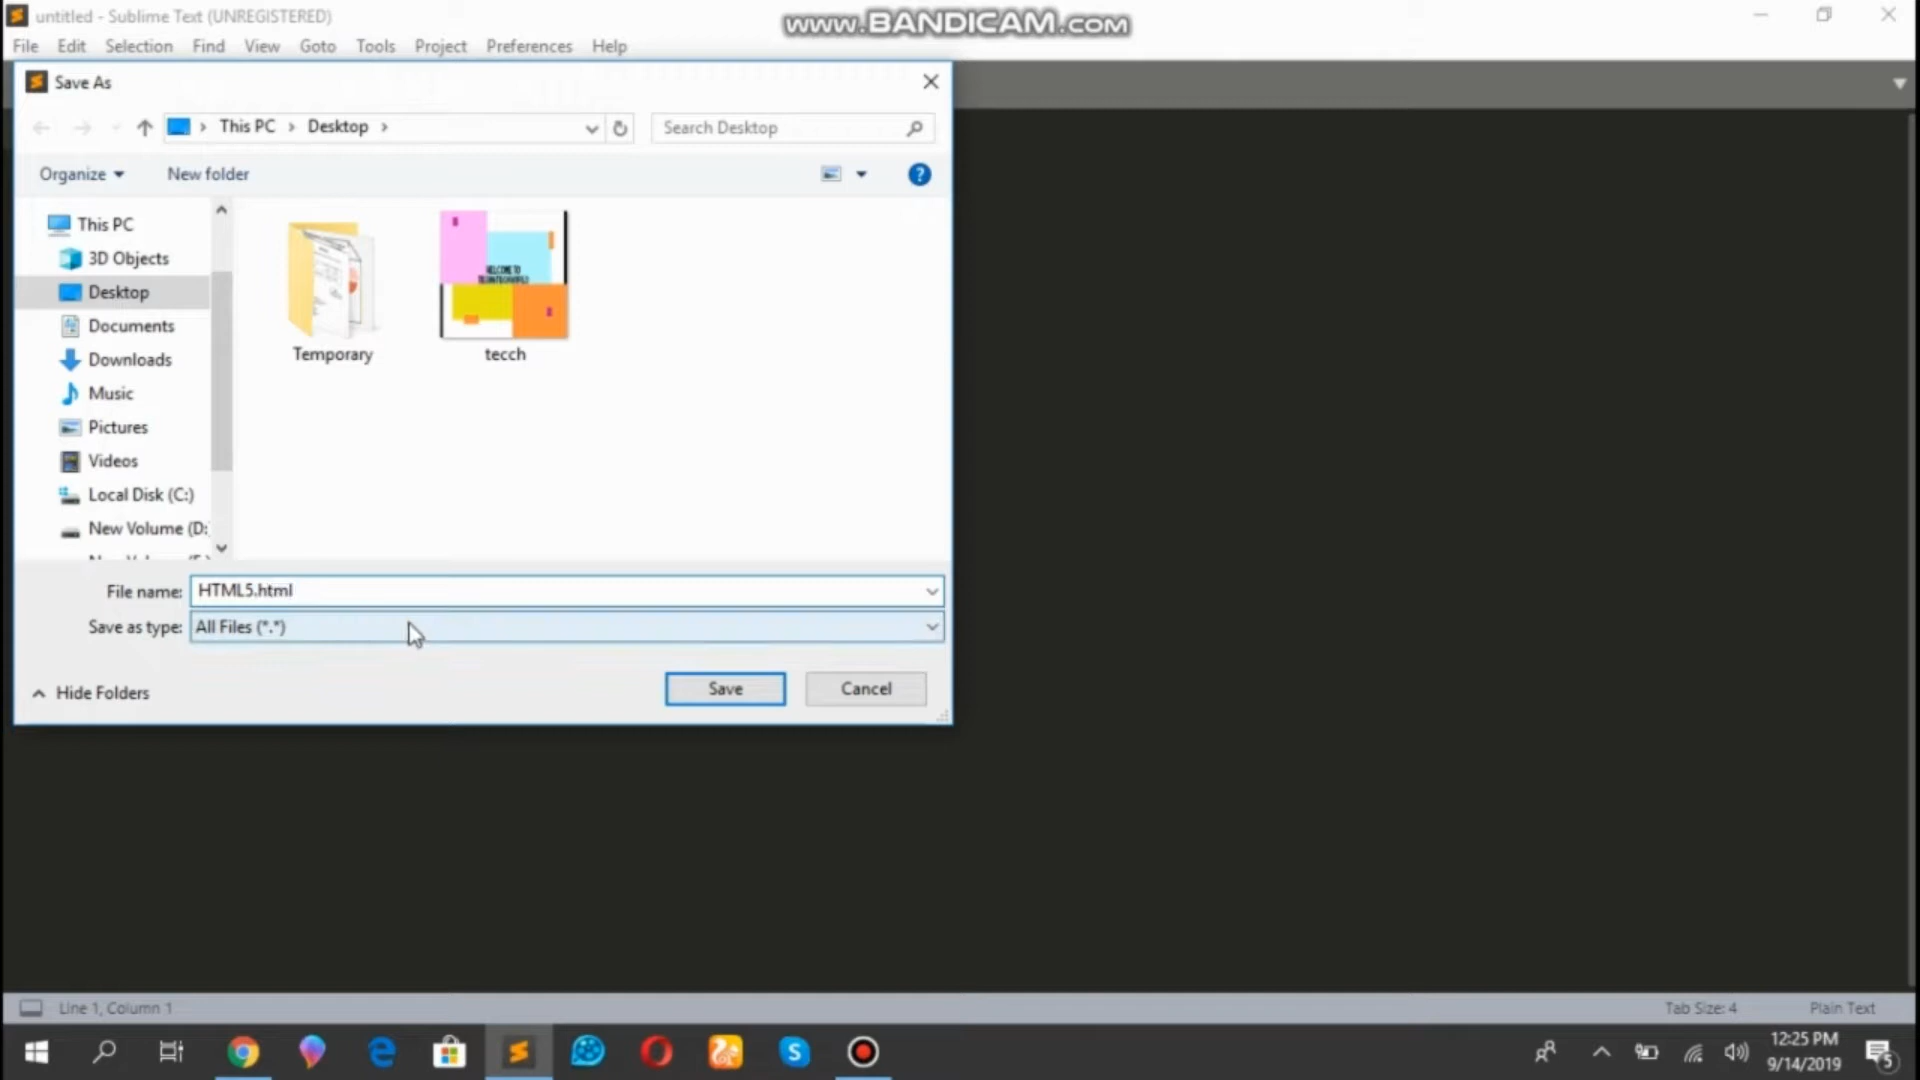 untitled - Sublime Text (UNREGISTERED)
www.BANDICAM.com
File Edit Selection Find View Goto Tools Project Preferences Help
Save As
This PC > Desktop >
Search Desktop
Organize
New folder
This PC
3D Objects
Desktop
Documents
Downloads
Music
Pictures
Videos
Local Disk (C:)
New Volume (D:
WELCOME TO
Temporary
tecch
File name: HTML5.html
Save as type: All Files (*.*)
Hide Folders
Save
Cancel
Line 1, Column 1
Tab Size: 4
Plain Text
12:25 PM
9/14/2019
5